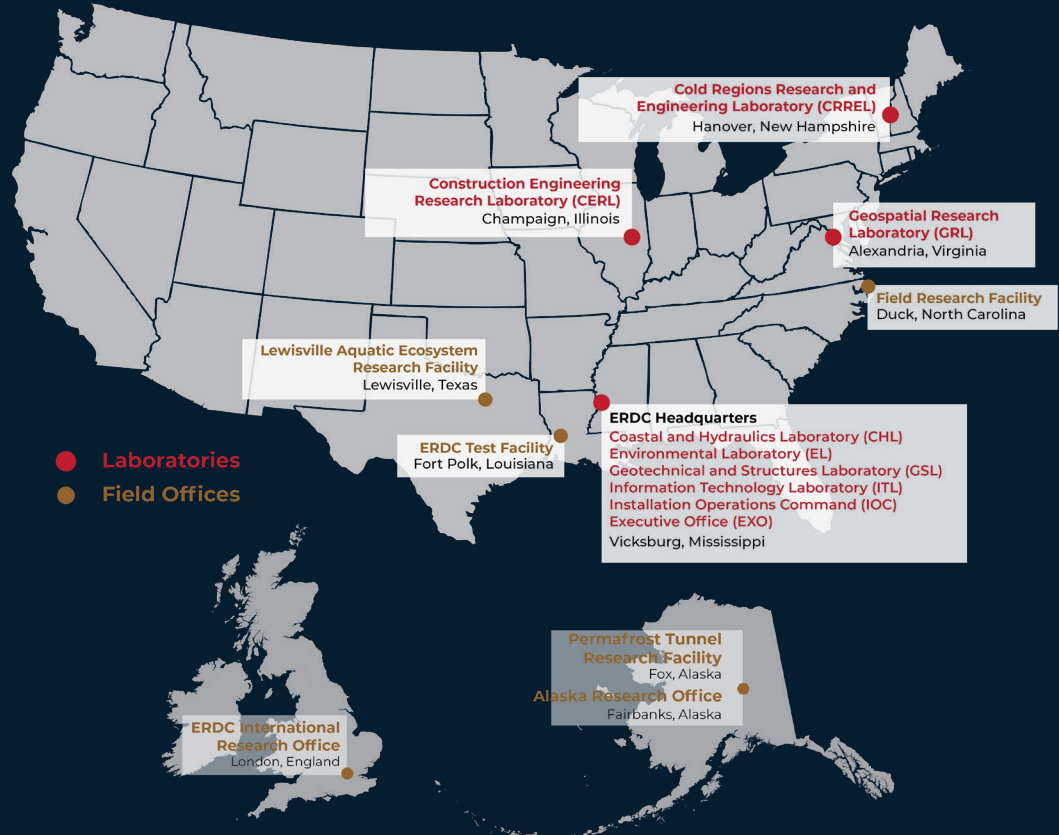 Cold Regions Research and
Engineering Laboratory (CRREL)
Hanover, New Hampshire
Construction Engineering
Research Laboratory (CERL)
Champaign, Illinois
Geospatial Research
Laboratory (GRL)
Alexandria, Virginia
Field Research Facility
Duck, North Carolina
Lewisville Aquatic Ecosystem
Research Facility
Lewisville, Texas
ERDC Test Facility
Fort Polk, Louisiana
ERDC Headquarters
Coastal and Hydraulics Laboratory (CHL)
Environmental Laboratory (EL)
Geotechnical and Structures Laboratory (GSL)
Information Technology Laboratory (ITL)
Installation Operations Command (IOC)
Executive Office (EXO)
Vicksburg, Mississippi
Laboratories
Field Offices
Permafrost Tunnel
Research Facility
Fox, Alaska
Alaska Research Office
Fairbanks, Alaska
ERDC International
Research Office
London, England